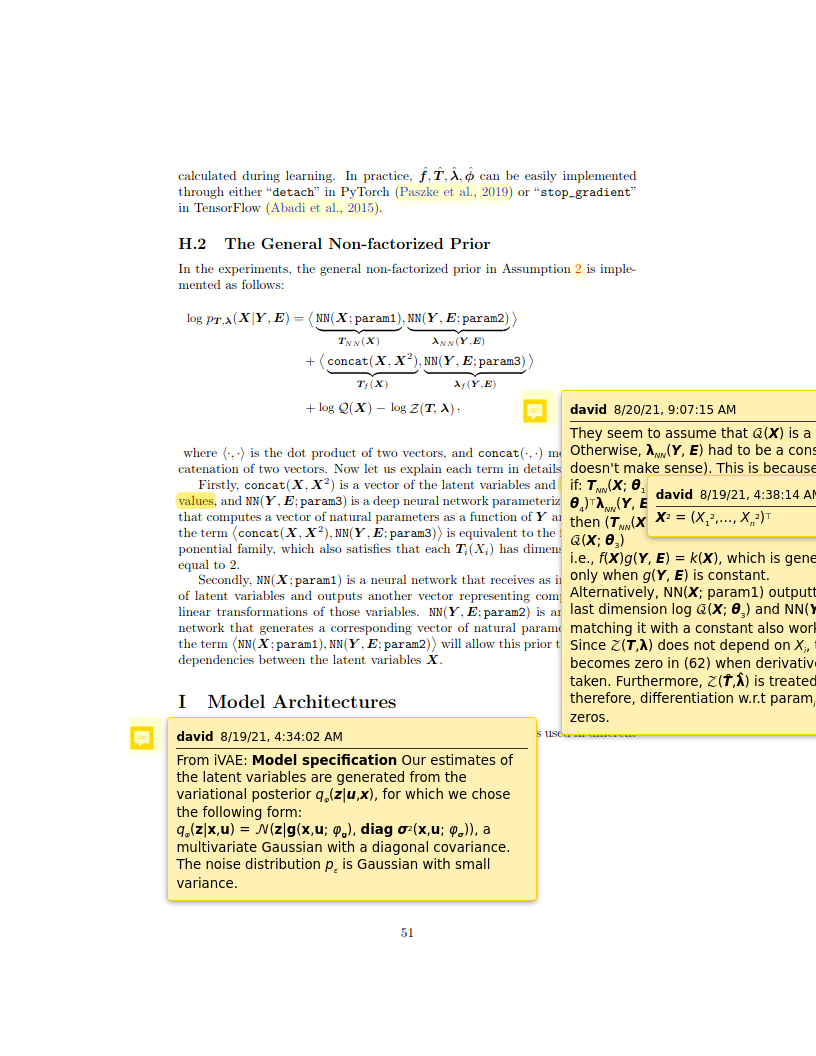 calculated during learning. In practice, f̂, T̂, λ̂, ϕ̂ can be easily implemented
through either “detach” in PyTorch (Paszke et al., 2019) or “stop_gradient”
in TensorFlow (Abadi et al., 2015).
H.2 The General Non-factorized Prior
In the experiments, the general non-factorized prior in Assumption 2 is imple-
mented as follows:
log p_{T,λ}(X|Y, E) = ⟨NN(X; param1), NN(Y, E; param2)⟩
T_{NN}(X) λ_{NN}(Y,E)
+ ⟨concat(X, X²), NN(Y, E; param3)⟩
T_f(X) λ_f(Y,E)
+ log Q(X) − log Z(T, λ),
where ⟨·, ·⟩ is the dot product of two vectors, and concat(·, ·)
catenation of two vectors. Now let us explain each term in details
Firstly, concat(X, X²) is a vector of the latent variables and
values, and NN(Y, E; param3) is a deep neural network
that computes a vector of natural parameters as a function of Y
the term ⟨concat(X, X²), NN(Y, E; param3)⟩ is equivalent to the
ponential family, which also satisfies that each T_i(X_i) has
equal to 2.
Secondly, NN(X; param1) is a neural network that receives as
of latent variables and outputs another vector representing
linear transformations of those variables. NN(Y, E; param2) is
network that generates a corresponding vector of natural
the term ⟨NN(X; param1), NN(Y, E; param2)⟩ will allow this prior
dependencies between the latent variables X.
I Model Architectures
used in different
david 8/20/21, 9:07:15 AM
They seem to assume that Q(X) is a
Otherwise, λ_{NN}(Y, E) had to be a
doesn't make sense). This is because
if: T_{NN}(X; θ₁
θ₄)ᵀλ_{NN}(Y, E
then (T_{NN}(X
Q(X; θ₃)
i.e., f(X)g(Y, E) = k(X), which is
only when g(Y, E) is constant.
Alternatively, NN(X; param1)
last dimension log Q(X; θ₃) and
matching it with a constant also
Since Z(T,λ) does not depend on X_i,
becomes zero in (62) when
taken. Furthermore, Z(T̂,λ̂) is treated
therefore, differentiation w.r.t param_i
zeros.
david 8/19/21, 4:38:14 AM
X² = (X₁²,..., X_n²)ᵀ
david 8/19/21, 4:34:02 AM
From iVAE: Model specification Our estimates of
the latent variables are generated from the
variational posterior q_φ(z|u,x), for which we chose
the following form:
q_φ(z|x,u) = N(z|g(x,u; φ_g), diag σ²(x,u; φ_σ)), a
multivariate Gaussian with a diagonal covariance.
The noise distribution p_ε is Gaussian with small
variance.
51